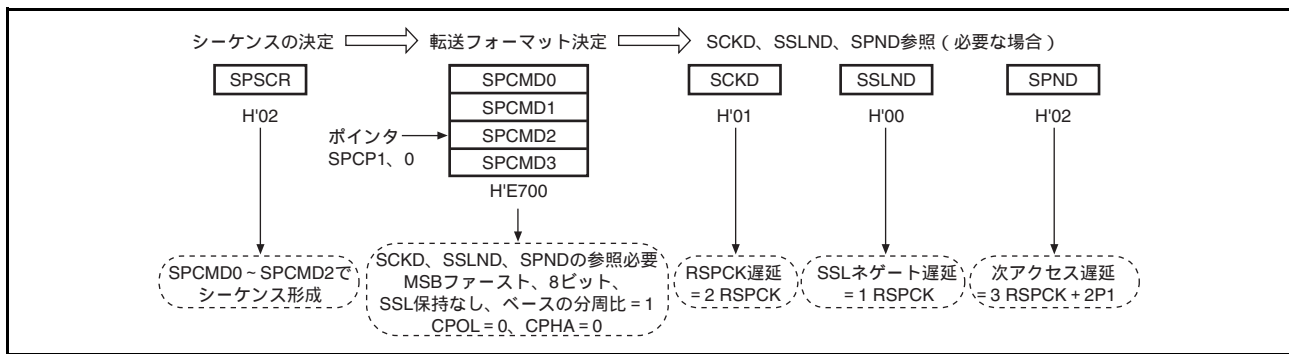 シーケンスの決定 転送フォーマット決定 SCKD、SSLND、SPND参照（必要な場合）
SPSCR
H'02
SPCMD0～SPCMD2で
シーケンス形成
SPCMD0
SPCMD1
SPCMD2
SPCMD3
ポインタ
SPCP1、0
H'E700
SCKD、SSLND、SPNDの参照必要
MSBファースト、8ビット、
SSL保持なし、ベースの分周比＝1
CPOL＝0、CPHA＝0
SCKD
H'01
RSPCK遅延
＝2 RSPCK
SSLND
H'00
SSLネゲート遅延
＝1 RSPCK
SPND
H'02
次アクセス遅延
＝3 RSPCK＋2P1